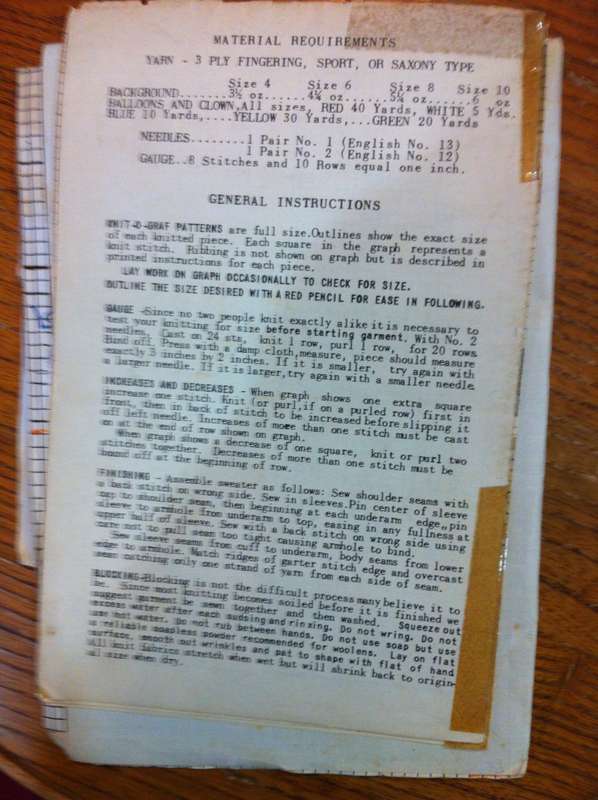 MATERIAL REQUIREMENTS
YARN - 3 PLY FINGERING, SPORT, OR SAXONY TYPE
Size 4 Size 6 Size 8 Size 10
BACKGROUND.......3½ oz.....4¼ oz......5¼ oz......6 oz
BALLOONS AND CLOWN,All sizes, RED 40 Yards, WHITE 5 Yds.
BLUE 10 Yards,....YELLOW 30 Yards,...GREEN 20 Yards
NEEDLES........1 Pair No. 1 (English No. 13)
1 Pair No. 2 (English No. 12)
GAUGE..8 Stitches and 10 Rows equal one inch.
GENERAL INSTRUCTIONS
KNIT-O-GRAF PATTERNS are full size.Outlines show the exact size
of each knitted piece. Each square in the graph represents a
knit stitch. Ribbing is not shown on graph but is described in
printed instructions for each piece.
LAY WORK ON GRAPH OCCASIONALLY TO CHECK FOR SIZE.
OUTLINE THE SIZE DESIRED WITH A RED PENCIL FOR EASE IN FOLLOWING.
GAUGE -Since no two people knit exactly alike it is necessary to
test your knitting for size before starting garment. With No. 2
needles. Cast on 24 sts, knit 1 row, purl 1 row, for 20 rows.
Bind off. Press with a damp cloth,measure, piece should measure
exactly 3 inches by 2 inches. If it is smaller, try again with
a larger needle. If it is larger,try again with a smaller needle.
INCREASES AND DECREASES - When graph shows one extra square
increase one stitch. Knit (or purl,if on a purled row) first in
front, then in back of stitch to be increased before slipping it
off left needle. Increases of more than one stitch must be cast
on at the end of row shown on graph.
When graph shows a decrease of one square, knit or purl two
stitches together. Decreases of more than one stitch must be
bound off at the beginning of row.
FINISHING - Assemble sweater as follows: Sew shoulder seams with
a back stitch on wrong side. Sew in sleeves.Pin center of sleeve
cap to shoulder seam, then beginning at each underarm edge, pin
sleeve to armhole from underarm to top, easing in any fullness at
upper half of sleeve. Sew with a back stitch on wrong side using
care not to pull seam too tight causing armhole to bind.
Sew sleeve seams from cuff to underarm, body seams from lower
edge to armhole. Match ridges of garter stitch edge and overcast
seam catching only one strand of yarn from each side of seam.
BLOCKING-Blocking is not the difficult process many believe it to
be. Since most knitting becomes soiled before it is finished we
suggest garment be sewn together and then washed. Squeeze out
excess water after each sudsing and rinzing. Do not wring. Do not
use hot water. Do not rub between hands. Do not use soap but use
a reliable soapless powder recommended for woolens. Lay on flat
surface, smooth out wrinkles and pat to shape with flat of hand
All knit fabrics stretch when wet but will shrink back to origin-
al size when dry.